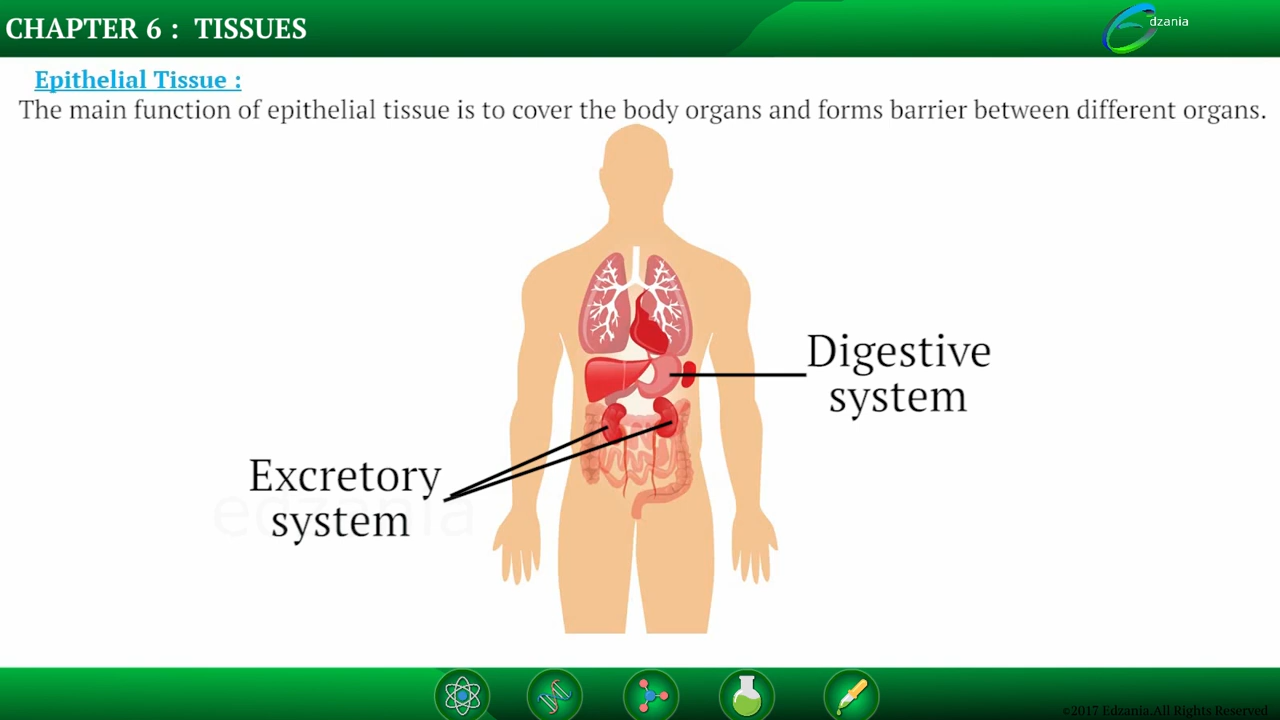 CHAPTER 6 : TISSUES
dzania
Epithelial Tissue :
The main function of epithelial tissue is to cover the body organs and forms barrier between different organs.
Digestive
system
Excretory
system
edzania
©2017 Edzania.All Rights Reserved.